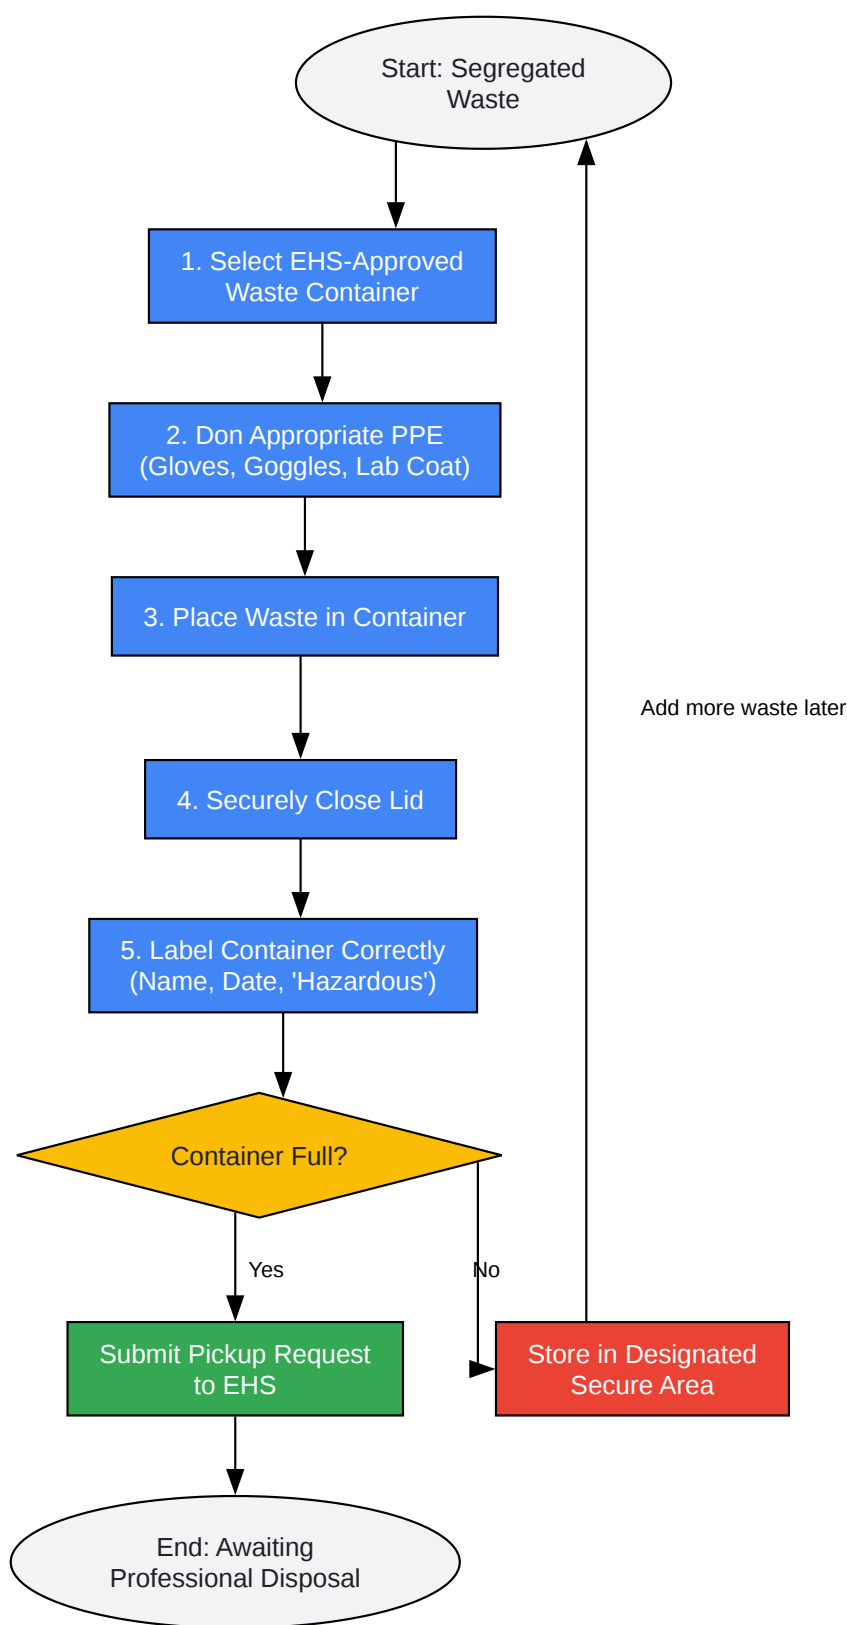 Start: Segregated
Waste
1. Select EHS-Approved
Waste Container
2. Don Appropriate PPE
(Gloves, Goggles, Lab Coat)
3. Place Waste in Container
Add more waste later
4. Securely Close Lid
5. Label Container Correctly
(Name, Date, 'Hazardous')
Container Full?
Yes
No
Submit Pickup Request
to EHS
Store in Designated
Secure Area
End: Awaiting
Professional Disposal